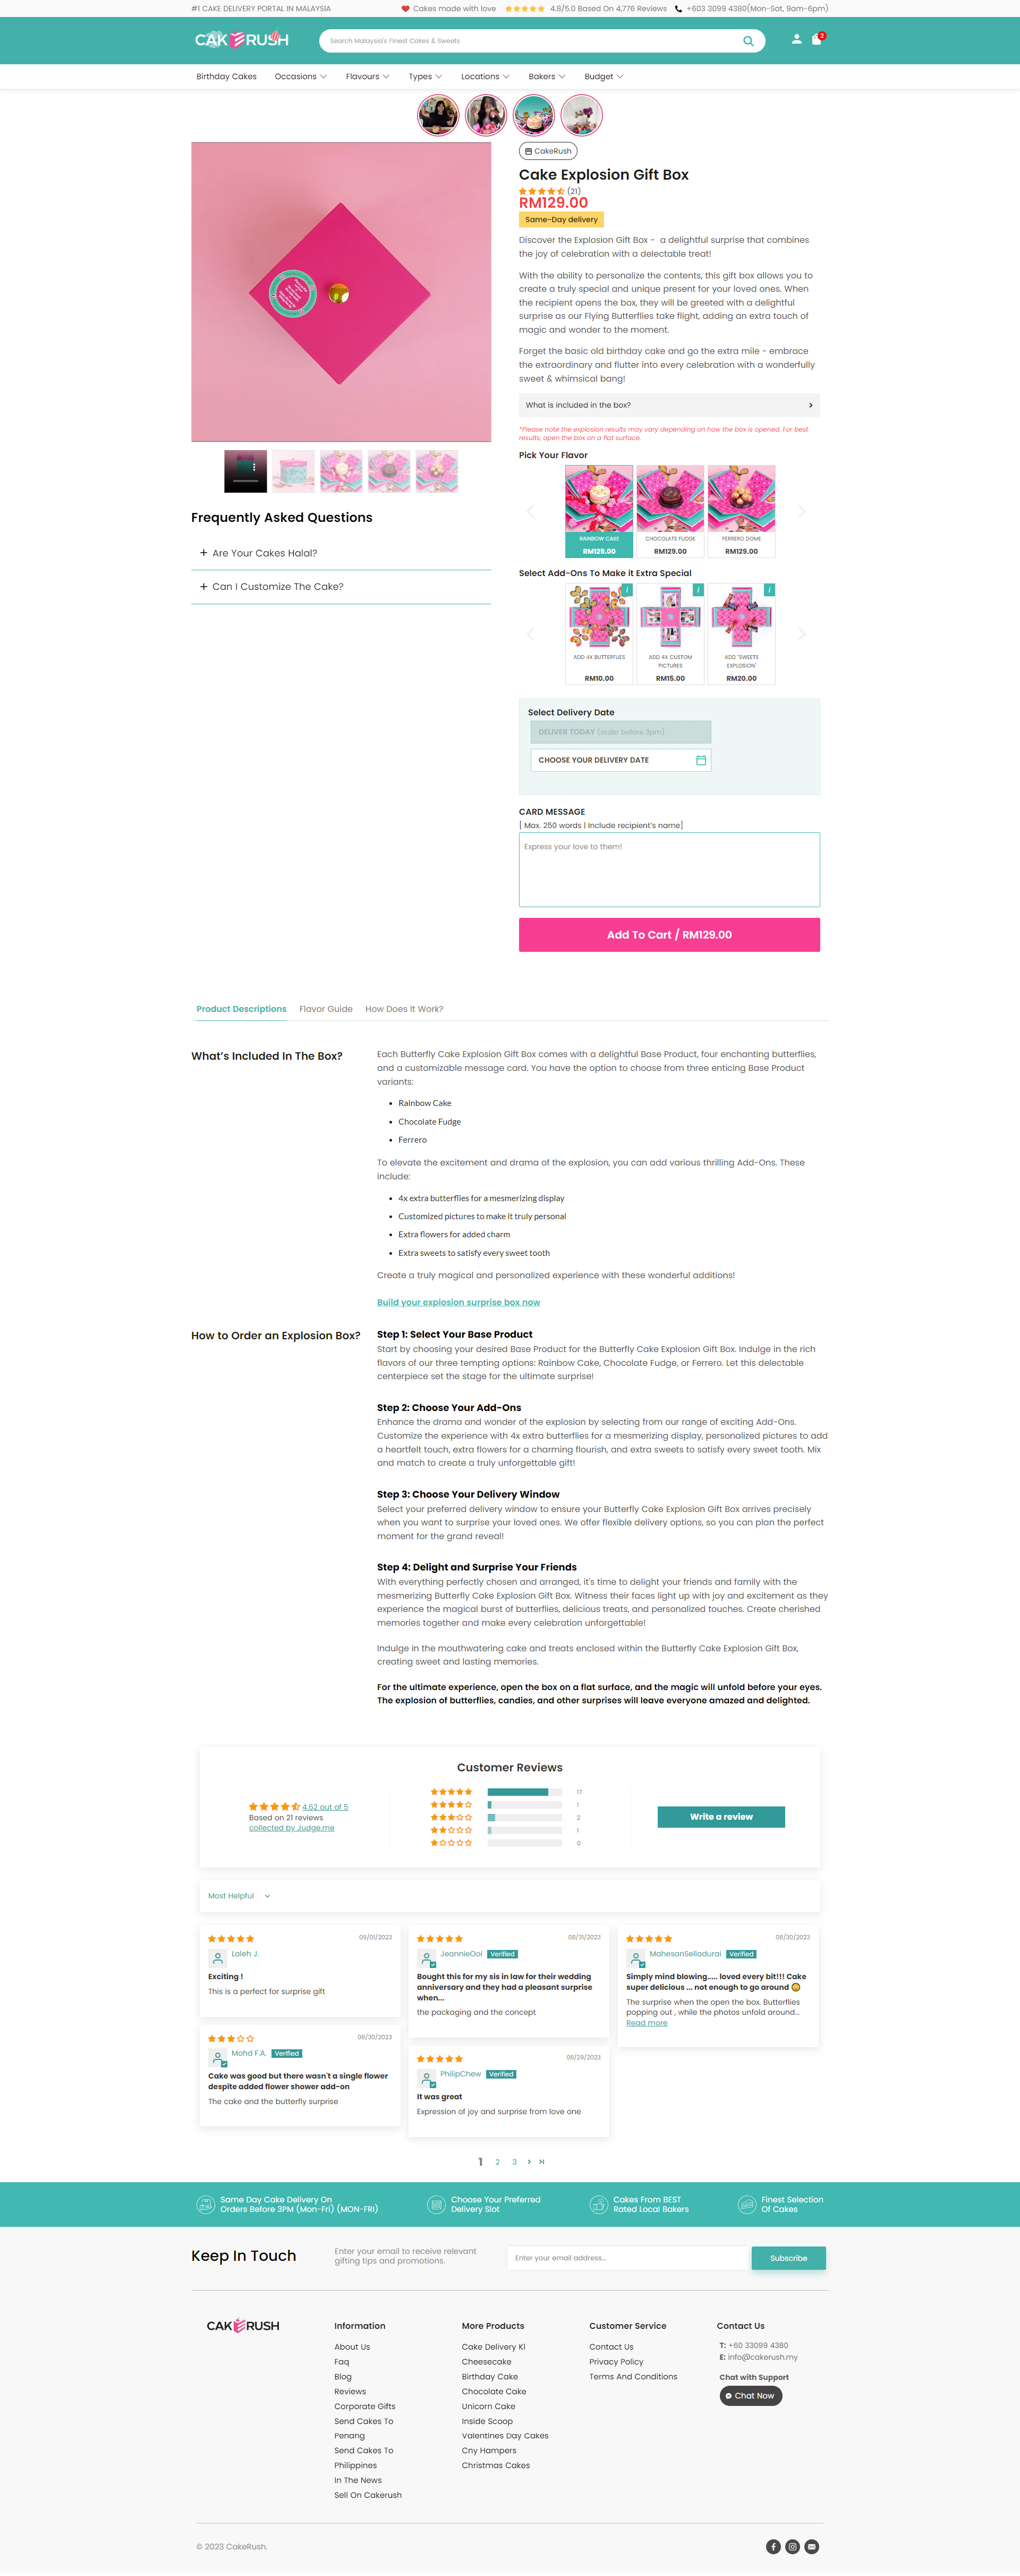 #1 CAKE DELIVERY PORTAL IN MALAYSIA
Cakes made with love
4.8/5.0 Based On 4,776 Reviews
+603 3099 4380(Mon-Sat, 9am-6pm)
CAKERUSH
Search Malaysia's Finest Cakes & Sweets
2
Birthday Cakes
Occasions
Flavours
Types
Locations
Bakers
Budget
CakeRush
Cake Explosion Gift Box
(21)
RM129.00
Same-Day delivery
Discover the Explosion Gift Box - a delightful surprise that combines
the joy of celebration with a delectable treat!
With the ability to personalize the contents, this gift box allows you to
create a truly special and unique present for your loved ones. When
the recipient opens the box, they will be greeted with a delightful
surprise as our Flying Butterflies take flight, adding an extra touch of
magic and wonder to the moment.
Forget the basic old birthday cake and go the extra mile - embrace
the extraordinary and flutter into every celebration with a wonderfully
sweet & whimsical bang!
What is included in the box?
*Please note the explosion results may vary depending on how the box is opened. For best
results, open the box on a flat surface.
Pick Your Flavor
RAINBOW CAKE
RM129.00
CHOCOLATE FUDGE
RM129.00
FERRERO DOME
RM129.00
Select Add-Ons To Make it Extra Special
i
i
i
ADD 4X BUTTERFLIES
RM10.00
ADD 4X CUSTOM
PICTURES
RM15.00
ADD "SWEETS
EXPLOSION"
RM20.00
Select Delivery Date
DELIVER TODAY (order before 3pm)
CHOOSE YOUR DELIVERY DATE
CARD MESSAGE
[ Max. 250 words | Include recipient's name]
Express your love to them!
Add To Cart / RM129.00
Frequently Asked Questions
+ Are Your Cakes Halal?
+ Can I Customize The Cake?
Product Descriptions
Flavor Guide
How Does It Work?
What's Included In The Box?
Each Butterfly Cake Explosion Gift Box comes with a delightful Base Product, four enchanting butterflies,
and a customizable message card. You have the option to choose from three enticing Base Product
variants:
• Rainbow Cake
• Chocolate Fudge
• Ferrero
To elevate the excitement and drama of the explosion, you can add various thrilling Add-Ons. These
include:
• 4x extra butterflies for a mesmerizing display
• Customized pictures to make it truly personal
• Extra flowers for added charm
• Extra sweets to satisfy every sweet tooth
Create a truly magical and personalized experience with these wonderful additions!
Build your explosion surprise box now
How to Order an Explosion Box?
Step 1: Select Your Base Product
Start by choosing your desired Base Product for the Butterfly Cake Explosion Gift Box. Indulge in the rich
flavors of our three tempting options: Rainbow Cake, Chocolate Fudge, or Ferrero. Let this delectable
centerpiece set the stage for the ultimate surprise!
Step 2: Choose Your Add-Ons
Enhance the drama and wonder of the explosion by selecting from our range of exciting Add-Ons.
Customize the experience with 4x extra butterflies for a mesmerizing display, personalized pictures to add
a heartfelt touch, extra flowers for a charming flourish, and extra sweets to satisfy every sweet tooth. Mix
and match to create a truly unforgettable gift!
Step 3: Choose Your Delivery Window
Select your preferred delivery window to ensure your Butterfly Cake Explosion Gift Box arrives precisely
when you want to surprise your loved ones. We offer flexible delivery options, so you can plan the perfect
moment for the grand reveal!
Step 4: Delight and Surprise Your Friends
With everything perfectly chosen and arranged, it's time to delight your friends and family with the
mesmerizing Butterfly Cake Explosion Gift Box. Witness their faces light up with joy and excitement as they
experience the magical burst of butterflies, delicious treats, and personalized touches. Create cherished
memories together and make every celebration unforgettable!
Indulge in the mouthwatering cake and treats enclosed within the Butterfly Cake Explosion Gift Box,
creating sweet and lasting memories.
For the ultimate experience, open the box on a flat surface, and the magic will unfold before your eyes.
The explosion of butterflies, candies, and other surprises will leave everyone amazed and delighted.
Customer Reviews
4.62 out of 5
Based on 21 reviews
collected by Judge.me
17
1
2
1
0
Write a review
Most Helpful
09/01/2023
Laleh J.
Exciting !
This is a perfect for surprise gift
08/31/2023
JeannieOoi Verified
Bought this for my sis in law for their wedding
anniversary and they had a pleasant surprise
when...
the packaging and the concept
08/30/2023
MahesanSelladurai Verified
Simply mind blowing..... loved every bit!!! Cake
super delicious ... not enough to go around 😩
The surprise when the open the box. Butterflies
popping out , while the photos unfold around...
Read more
08/30/2023
Mohd F.A. Verified
Cake was good but there wasn't a single flower
despite added flower shower add-on
The cake and the butterfly surprise
08/29/2023
PhilipChew Verified
It was great
Expression of joy and surprise from love one
1 2 3
Same Day Cake Delivery On
Orders Before 3PM (Mon-Fri) (MON-FRI)
Choose Your Preferred
Delivery Slot
Cakes From BEST
Rated Local Bakers
Finest Selection
Of Cakes
Keep In Touch
Enter your email to receive relevant
gifting tips and promotions.
Enter your email address...
Subscribe
CAKERUSH
Information
About Us
Faq
Blog
Reviews
Corporate Gifts
Send Cakes To
Penang
Send Cakes To
Philippines
In The News
Sell On Cakerush
More Products
Cake Delivery Kl
Cheesecake
Birthday Cake
Chocolate Cake
Unicorn Cake
Inside Scoop
Valentines Day Cakes
Cny Hampers
Christmas Cakes
Customer Service
Contact Us
Privacy Policy
Terms And Conditions
Contact Us
T: +60 33099 4380
E: info@cakerush.my
Chat with Support
Chat Now
© 2023 CakeRush.